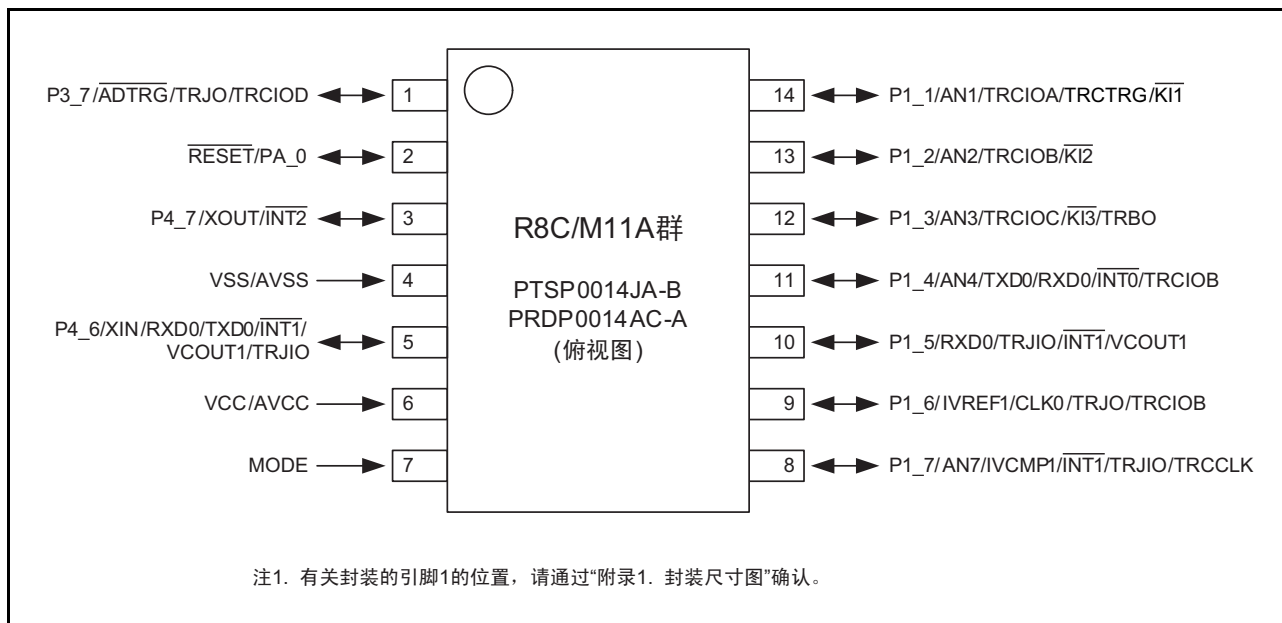 P3_7/ADTRG/TRJO/TRCIOD
1
RESET/PA_0
2
P4_7/XOUT/INT2
3
VSS/AVSS
4
P4_6/XIN/RXD0/TXD0/INT1/
VCOUT1/TRJIO
5
VCC/AVCC
6
MODE
7
R8C/M11A群
PTSP0014JA-B
PRDP0014AC-A
(俯视图)
14
P1_1/AN1/TRCIOA/TRCTRG/KI1
13
P1_2/AN2/TRCIOB/KI2
12
P1_3/AN3/TRCIOC/KI3/TRBO
11
P1_4/AN4/TXD0/RXD0/INT0/TRCIOB
10
P1_5/RXD0/TRJIO/INT1/VCOUT1
9
P1_6/IVREF1/CLK0/TRJO/TRCIOB
8
P1_7/AN7/IVCMP1/INT1/TRJIO/TRCCLK
注1. 有关封装的引脚1的位置，请通过“附录1. 封装尺寸图”确认。